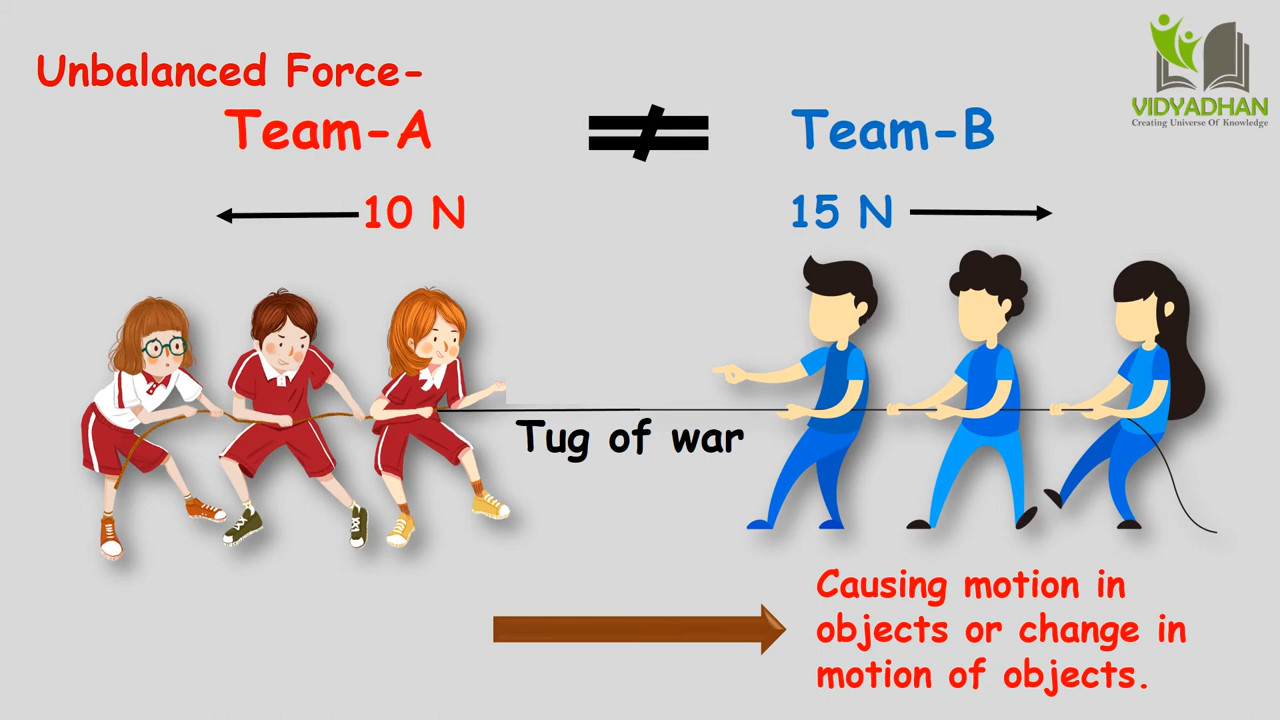 Unbalanced Force-
Team-A ≠ Team-B
10 N 15 N
VIDYADHAN
Creating Universe Of Knowledge
Tug of war
Causing motion in
objects or change in
motion of objects.